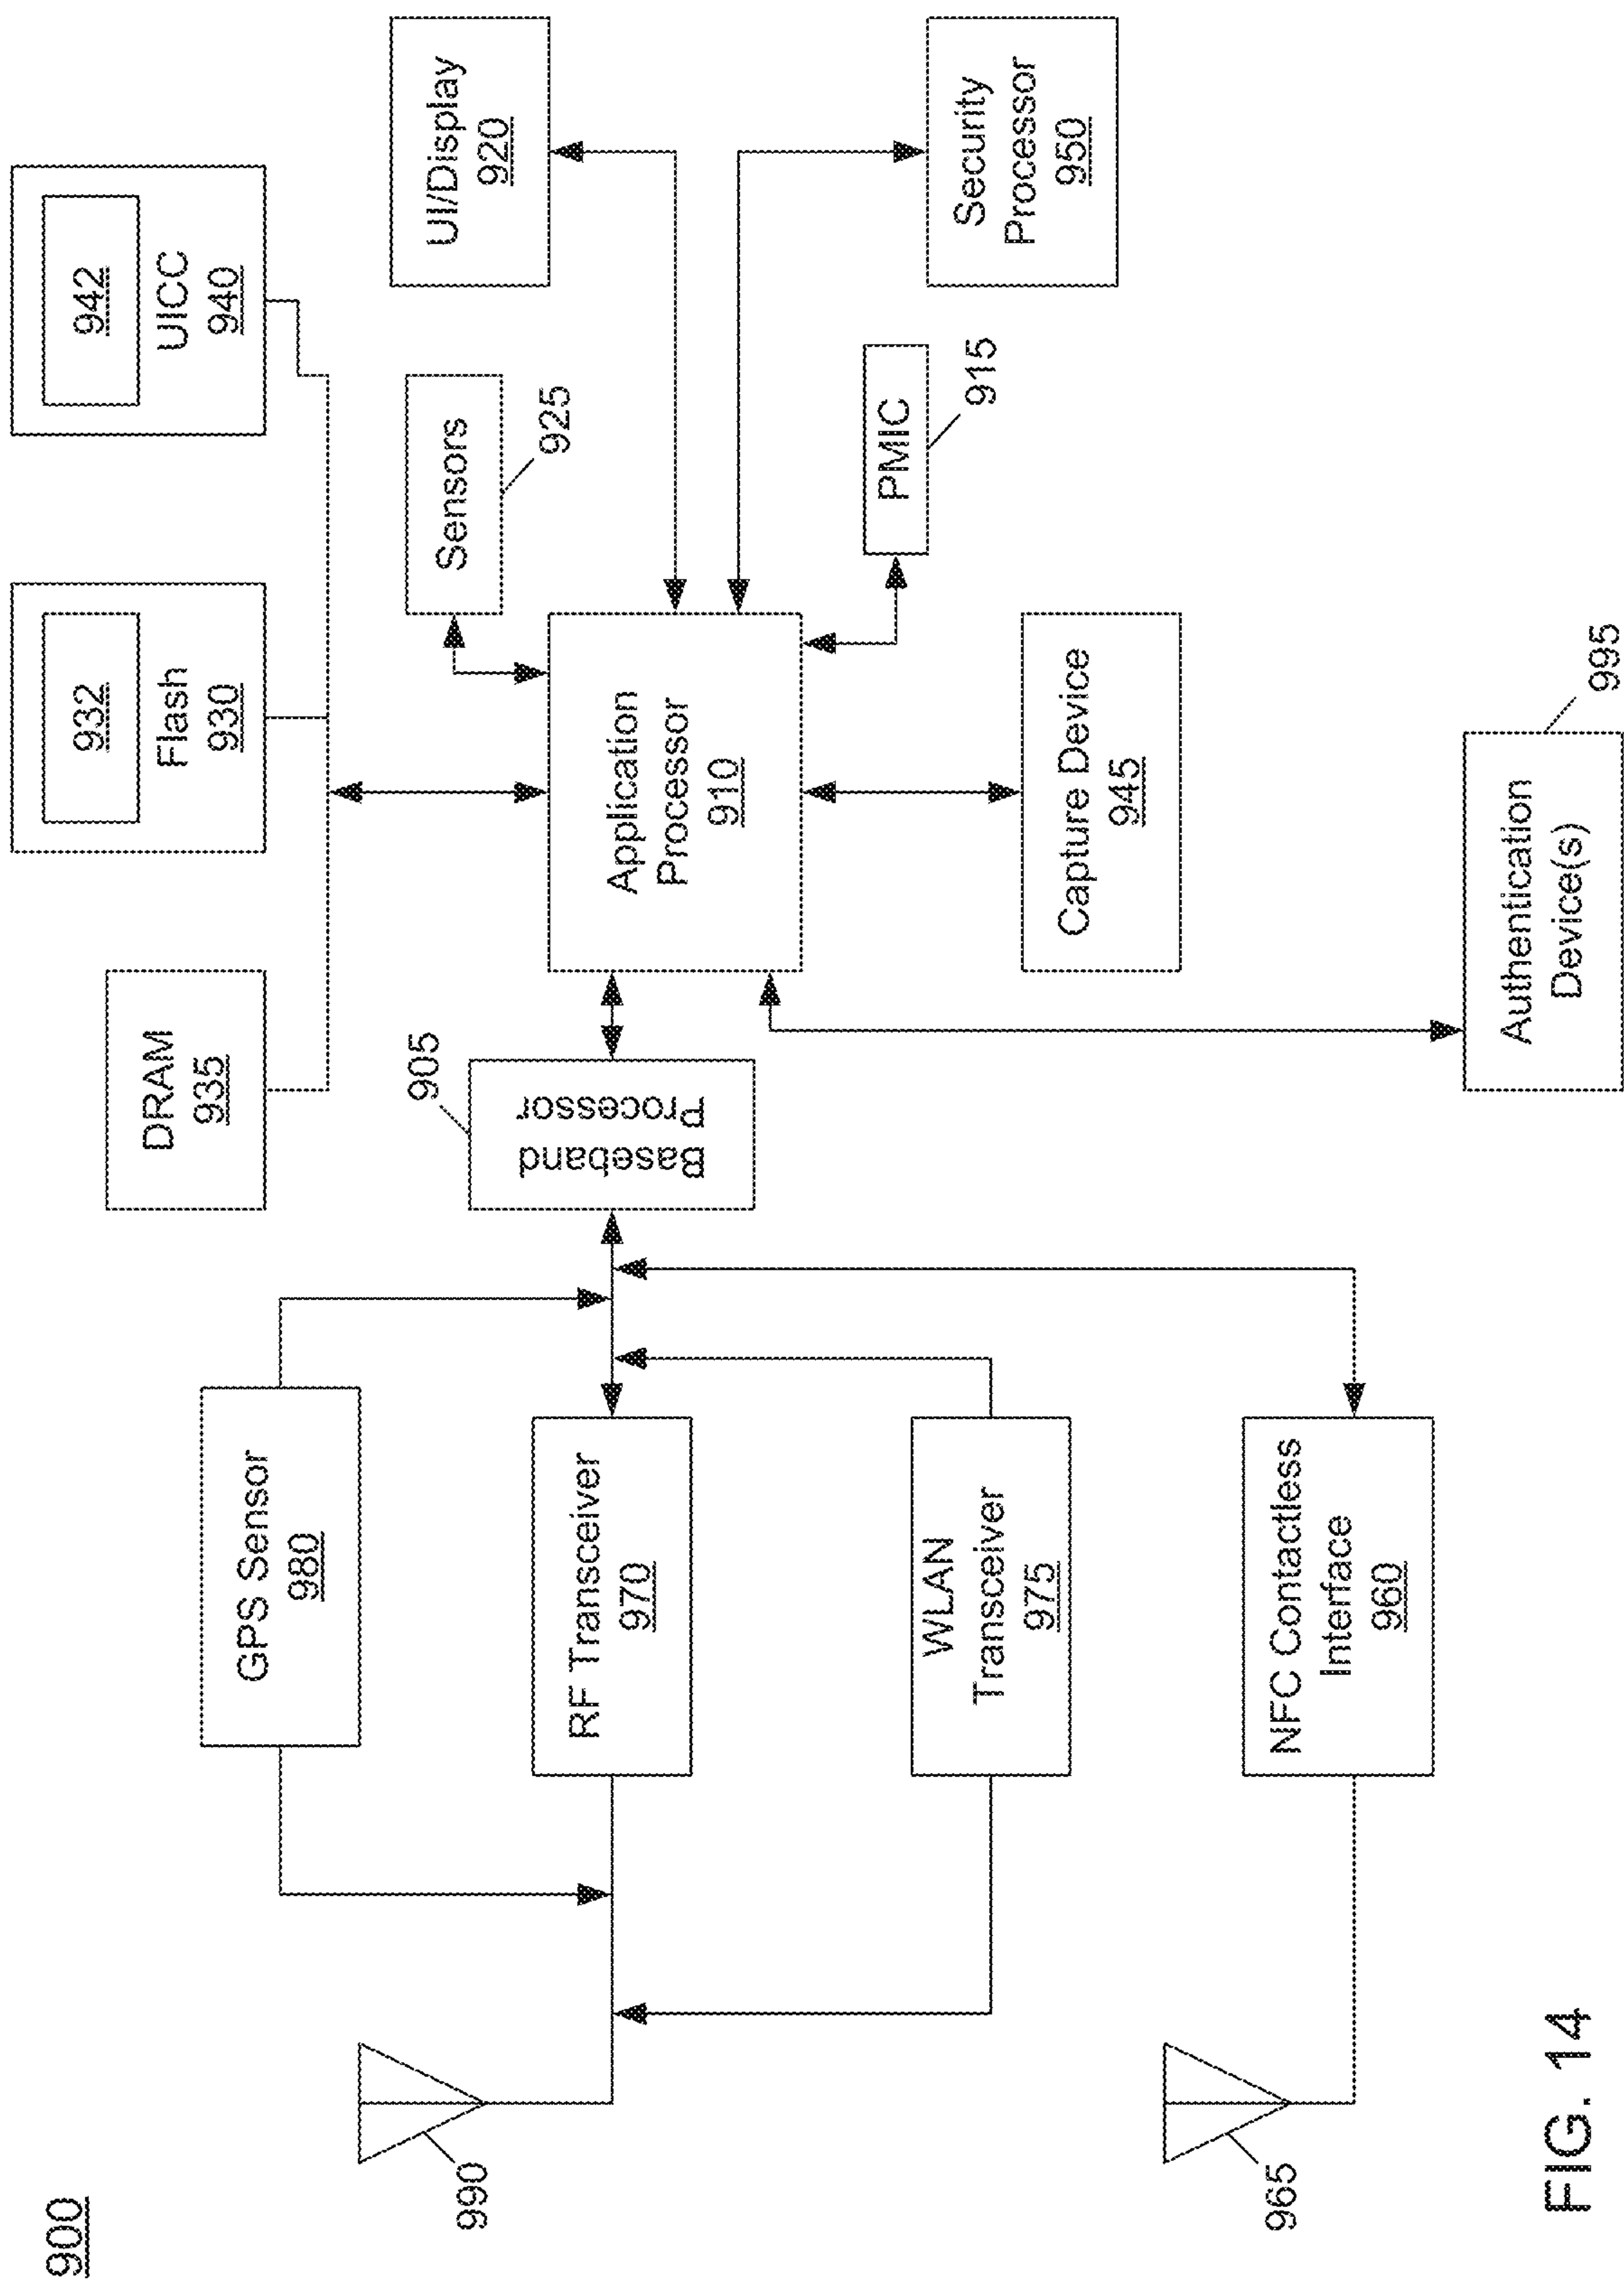 900
DRAM
935
932
Flash
930
942
UICC
940
UI/Display
920
Sensors
925
GPS Sensor
980
990
905
Baseband
Processor
Application
Processor
910
RF Transceiver
970
PMIC
915
Security
Processor
950
WLAN
Transceiver
975
Capture Device
945
965
NFC Contactless
Interface
960
Authentication
Device(s)
995
FIG. 14